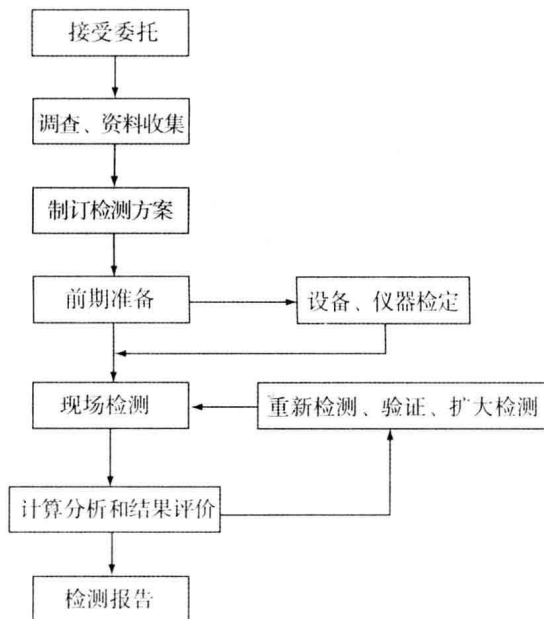 接受委托
调查、资料收集
制订检测方案
前期准备
设备、仪器检定
现场检测
重新检测、验证、扩大检测
计算分析和结果评价
检测报告